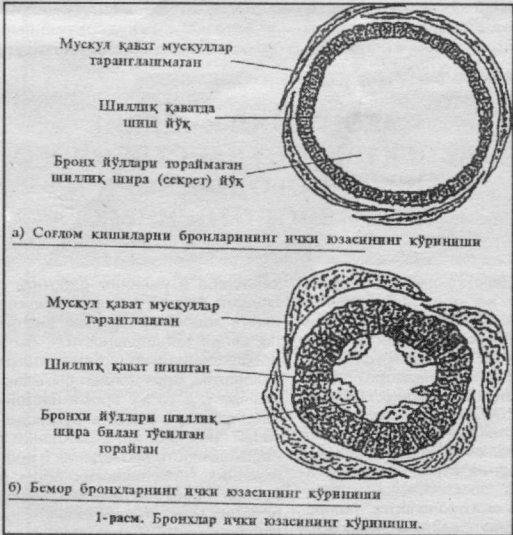 Мускул қават мускуллар
таранглашмаган
Шиллиқ қаватда
шиш йўқ
Бронх йўллари тораймаган
шиллиқ шира (секрет) йўқ
а) Соғлом кишиларни бронларининг ички юзасининг кўриниши
Мускул қават мускуллар
таранглашган
Шиллиқ қават шишган
Бронхи йўллари шиллиқ
шира билан тўсилган
торайган
б) Бемор бронхларнинг ички юзасининг кўриниши
1-расм. Бронхлар ички юзасининг кўриниши.